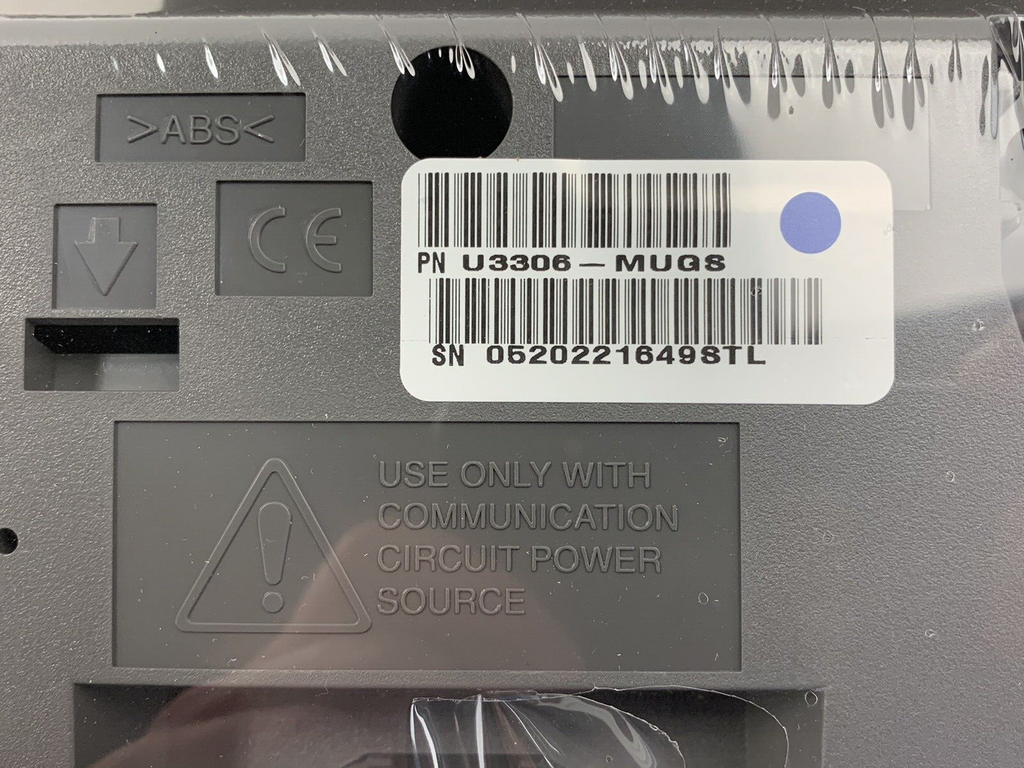 >ABS<
CE
PN U3306-MUGS
SN 0520221649STL
USE ONLY WITH
COMMUNICATION
CIRCUIT POWER
SOURCE